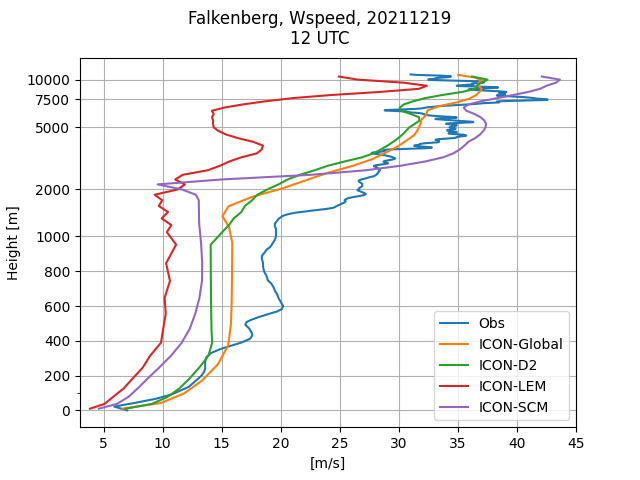 Falkenberg, Wspeed, 20211219
12 UTC
10000
7500
5000
2000
1000
800
600
400
200
0
Height [m]
5 10 15 20 25 30 35 40 45
[m/s]
Obs
ICON-Global
ICON-D2
ICON-LEM
ICON-SCM